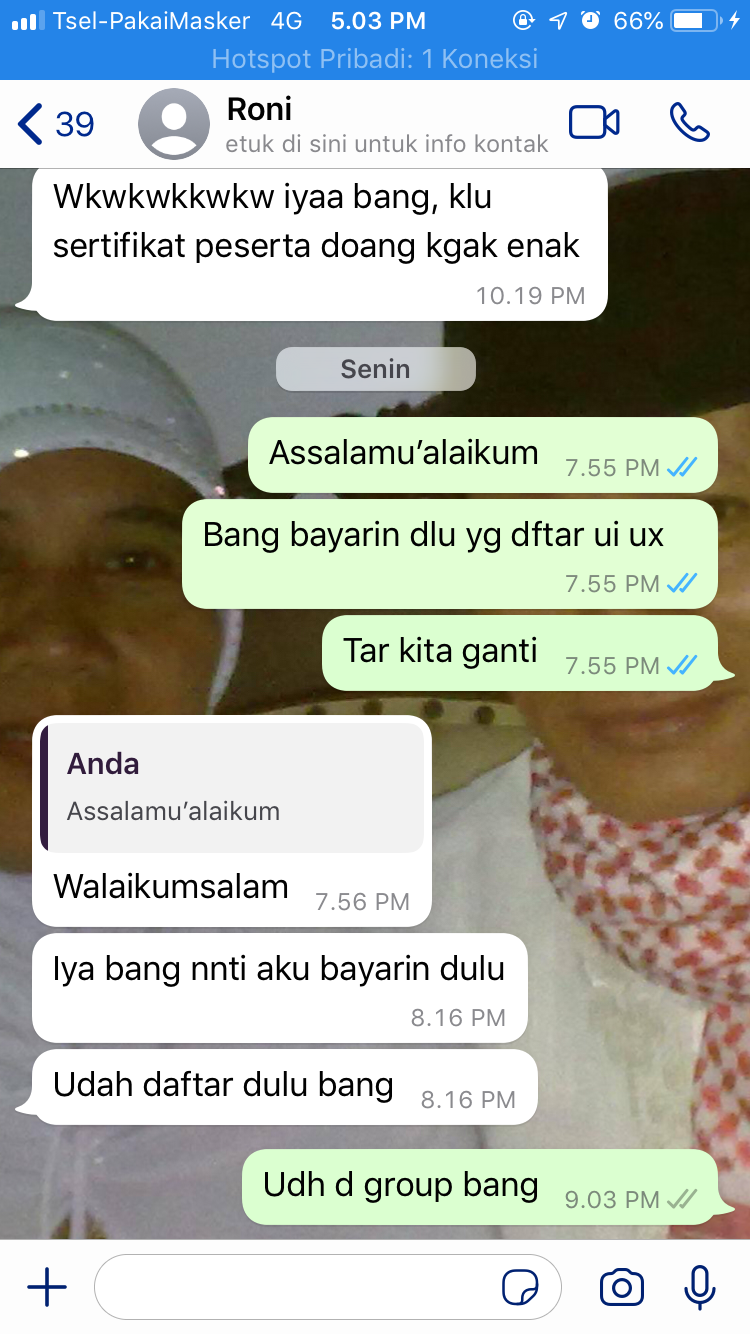 Tsel-PakaiMasker 4G 5.03 PM 66%
Hotspot Pribadi: 1 Koneksi
39 Roni
etuk di sini untuk info kontak
Wkwkwkkwkw iyaa bang, klu
sertifikat peserta doang kgak enak
10.19 PM
Senin
Assalamu’alaikum 7.55 PM
Bang bayarin dlu yg dftar ui ux
7.55 PM
Tar kita ganti 7.55 PM
Anda
Assalamu’alaikum
Walaikumsalam 7.56 PM
Iya bang nnti aku bayarin dulu
8.16 PM
Udah daftar dulu bang 8.16 PM
Udh d group bang 9.03 PM